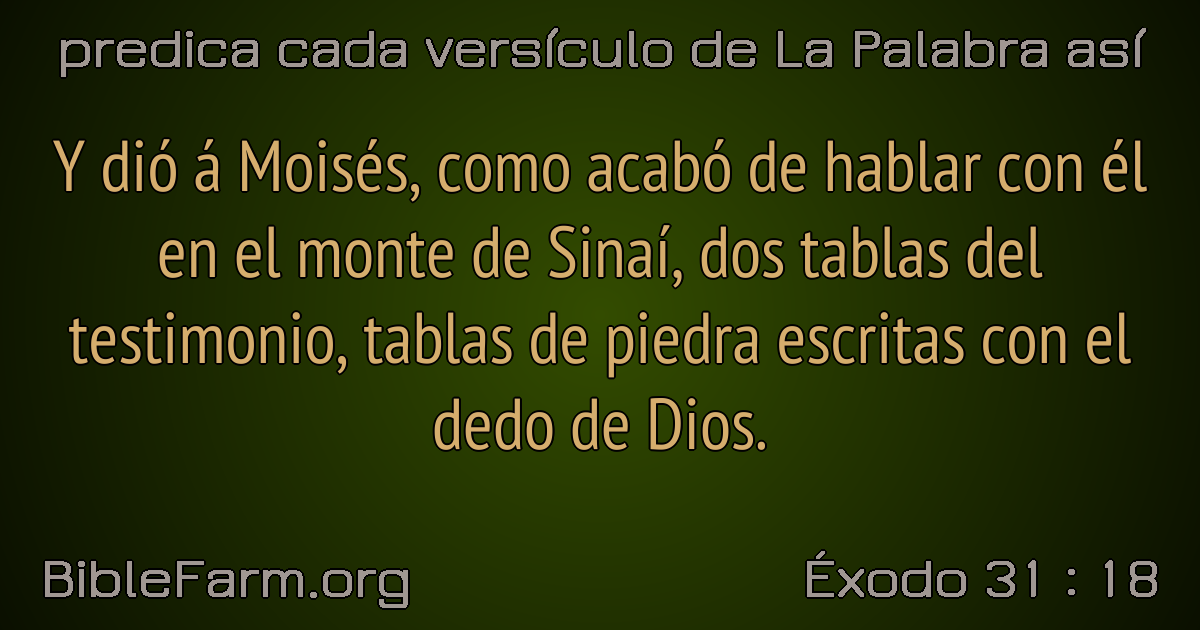 predica cada versículo de La Palabra así
Y dió á Moisés, como acabó de hablar con él
en el monte de Sinaí, dos tablas del
testimonio, tablas de piedra escritas con el
dedo de Dios.
BibleFarm.org
Éxodo 31 : 18